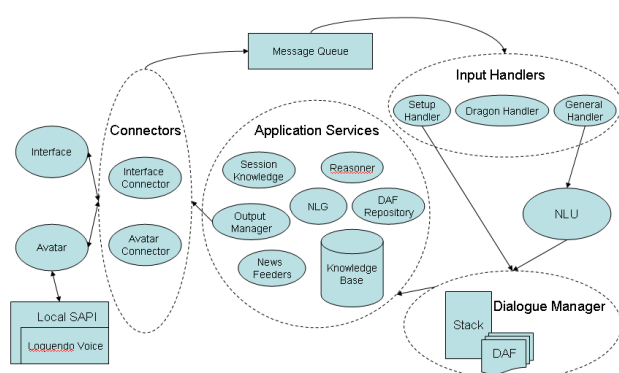 Message Queue
Input Handlers
Setup
Handler
Dragon Handler
General
Handler
Connectors
Application Services
Interface
Interface
Connector
Session
Knowledge
Reasoner
Output
Manager
NLG
DAF
Repository
NLU
Avatar
Avatar
Connector
News
Feeders
Knowledge
Base
Local SAPI
Loquendo Voice
Dialogue Manager
Stack
DAF